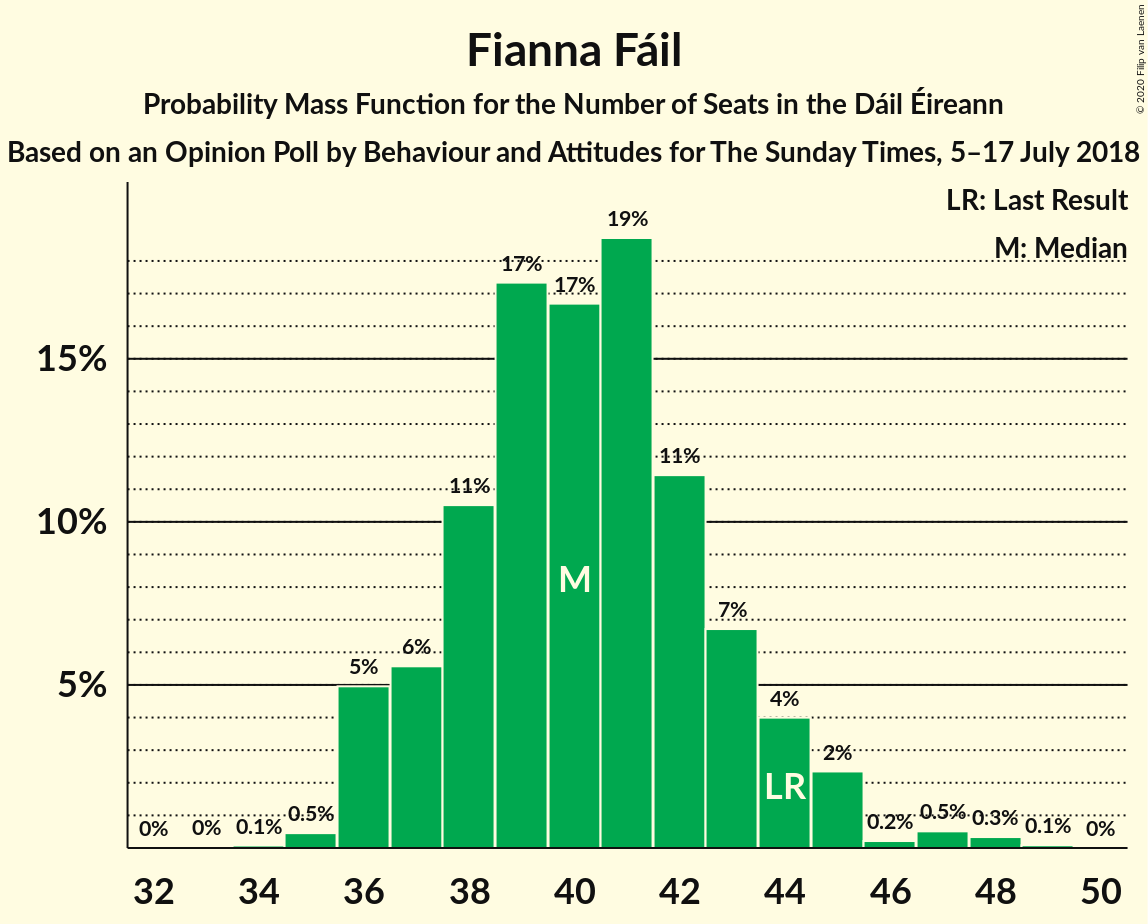 Fianna Fáil
Probability Mass Function for the Number of Seats in the Dáil Éireann
Based on an Opinion Poll by Behaviour and Attitudes for The Sunday Times, 5–17 July 2018
© 2020 Filip van Laenen
LR: Last Result
M: Median
15%
10%
5%
0%
0%
0.1%
0.5%
5%
6%
11%
17%
17%
19%
11%
7%
4%
2%
0.2%
0.5%
0.3%
0.1%
0%
M
LR
32 34 36 38 40 42 44 46 48 50